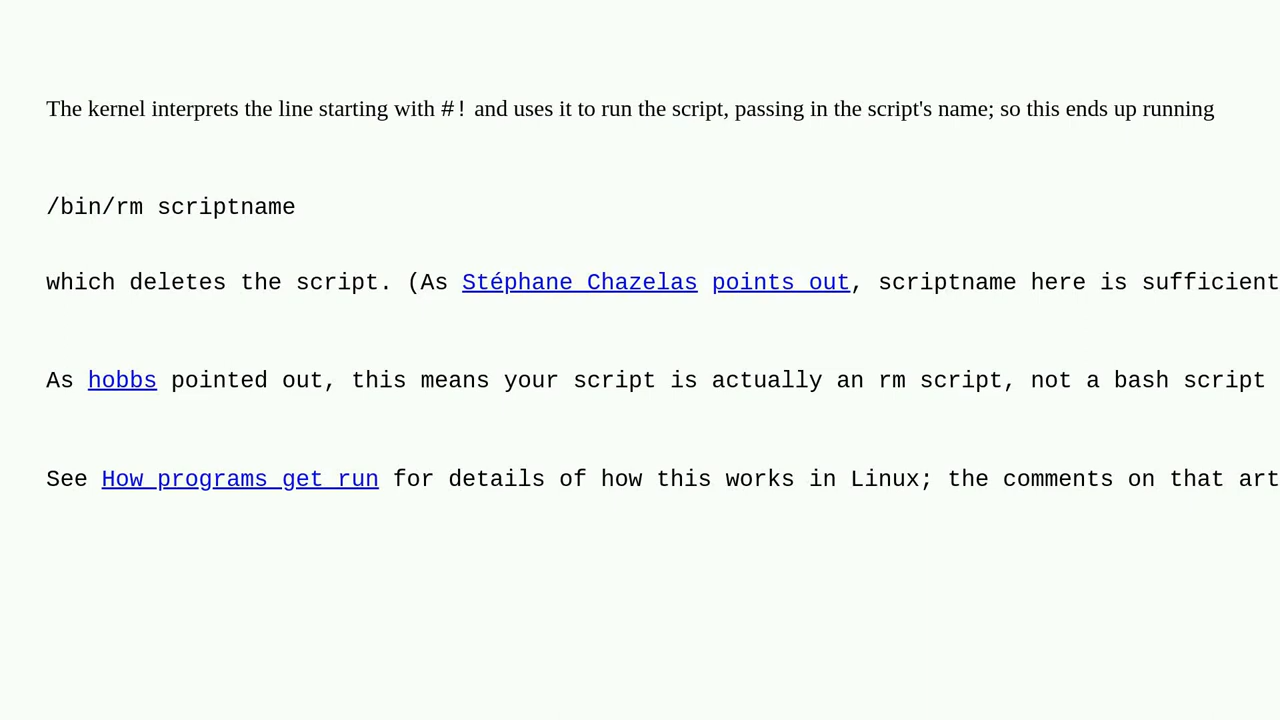 The kernel interprets the line starting with #! and uses it to run the script, passing in the script's name; so this ends up running
/bin/rm scriptname
which deletes the script. (As Stéphane Chazelas points out, scriptname here is sufficient
As hobbs pointed out, this means your script is actually an rm script, not a bash script
See How programs get run for details of how this works in Linux; the comments on that art